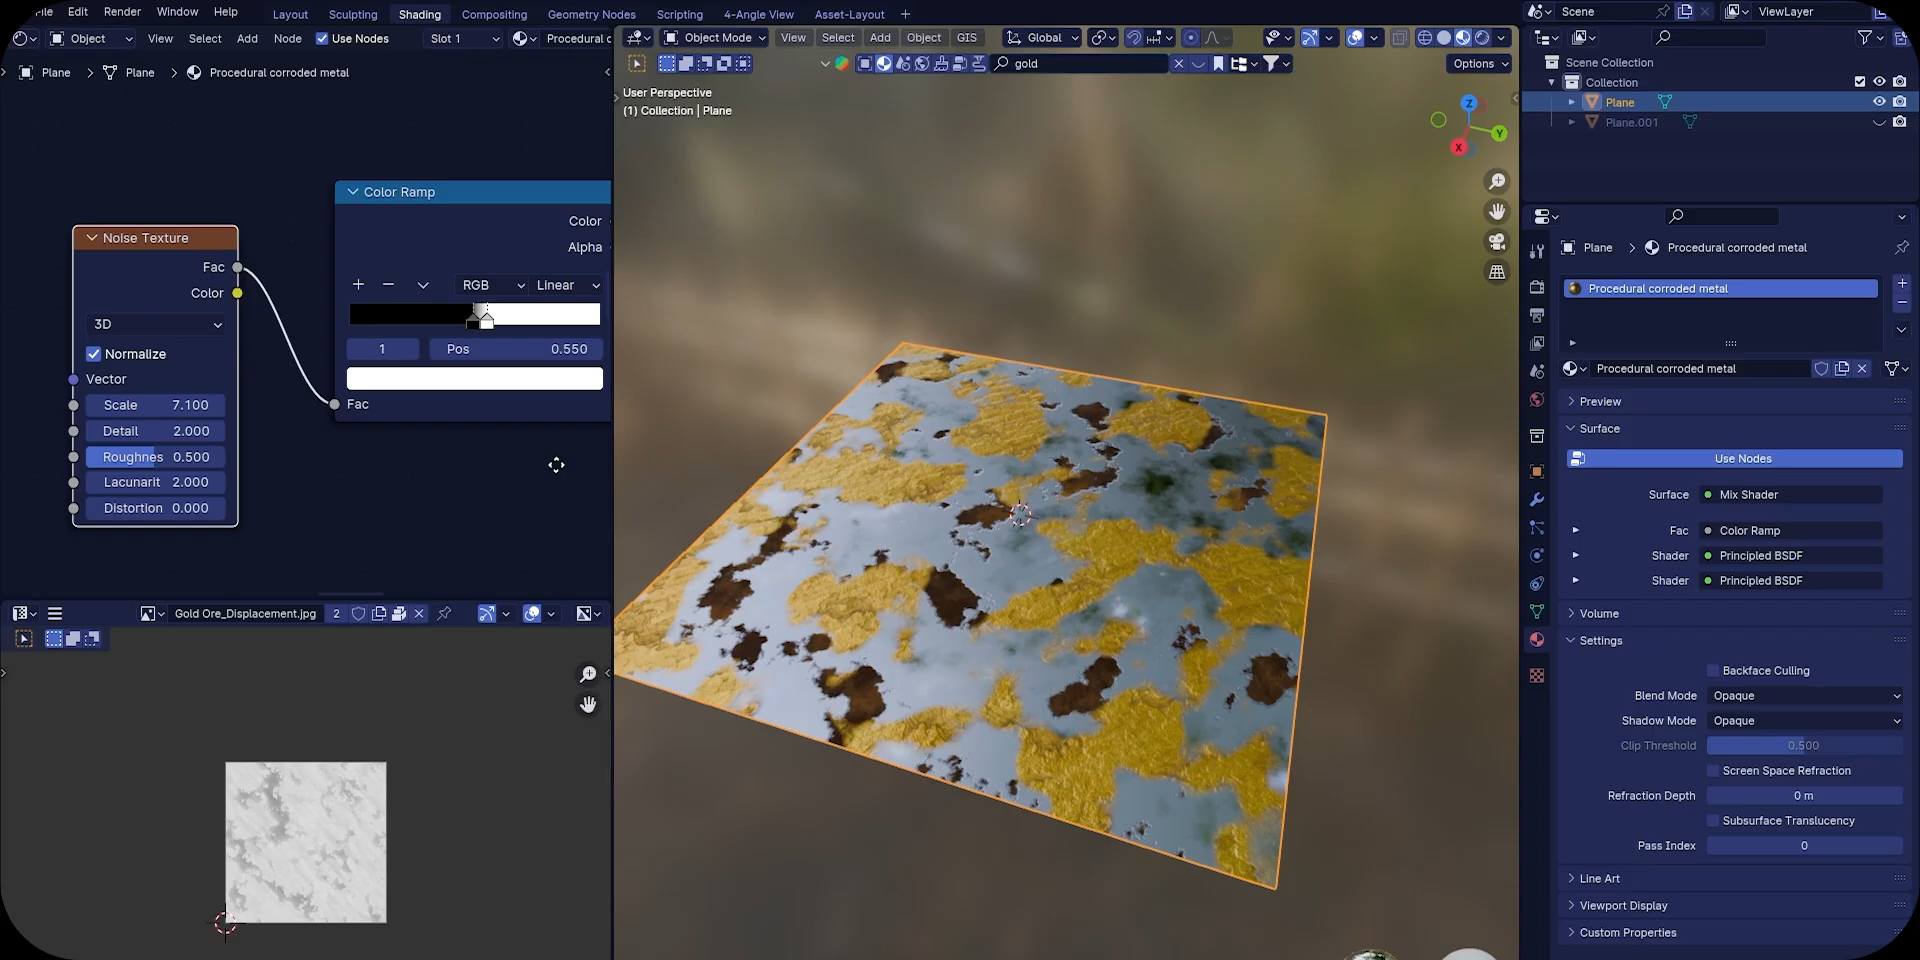 Edit Render Window Help Layout Sculpting Shading Compositing Geometry Nodes Scripting 4-Angle View Asset-Layout +
Scene ViewLayer
Object View Select Add Node Use Nodes Slot 1 Procedural c
Object Mode View Select Add Object GIS Global
Plane > Plane > Procedural corroded metal
gold
Options
User Perspective
(1) Collection | Plane
Z
Y
X
Scene Collection
Collection
Plane
Plane.001
Noise Texture
Fac
Color
3D
Normalize
Vector
Scale 7.100
Detail 2.000
Roughnes 0.500
Lacunarit 2.000
Distortion 0.000
Color Ramp
Color
Alpha
RGB Linear
1 Pos 0.550
Fac
Gold Ore_Displacement.jpg 2
Plane > Procedural corroded metal
Procedural corroded metal
Procedural corroded metal
Preview
Surface
Use Nodes
Surface Mix Shader
Fac Color Ramp
Shader Principled BSDF
Shader Principled BSDF
Volume
Settings
Backface Culling
Blend Mode Opaque
Shadow Mode Opaque
Clip Threshold 0.500
Screen Space Refraction
Refraction Depth 0 m
Subsurface Translucency
Pass Index 0
Line Art
Viewport Display
Custom Properties